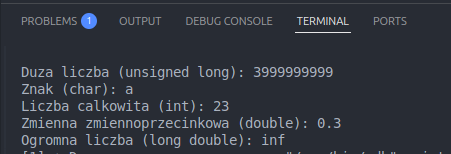 PROBLEMS 1 OUTPUT DEBUG CONSOLE TERMINAL PORTS
Duza liczba (unsigned long): 3999999999
Znak (char): a
Liczba calkowita (int): 23
Zmienna zmiennoprzecinkowa (double): 0.3
Ogromna liczba (long double): inf